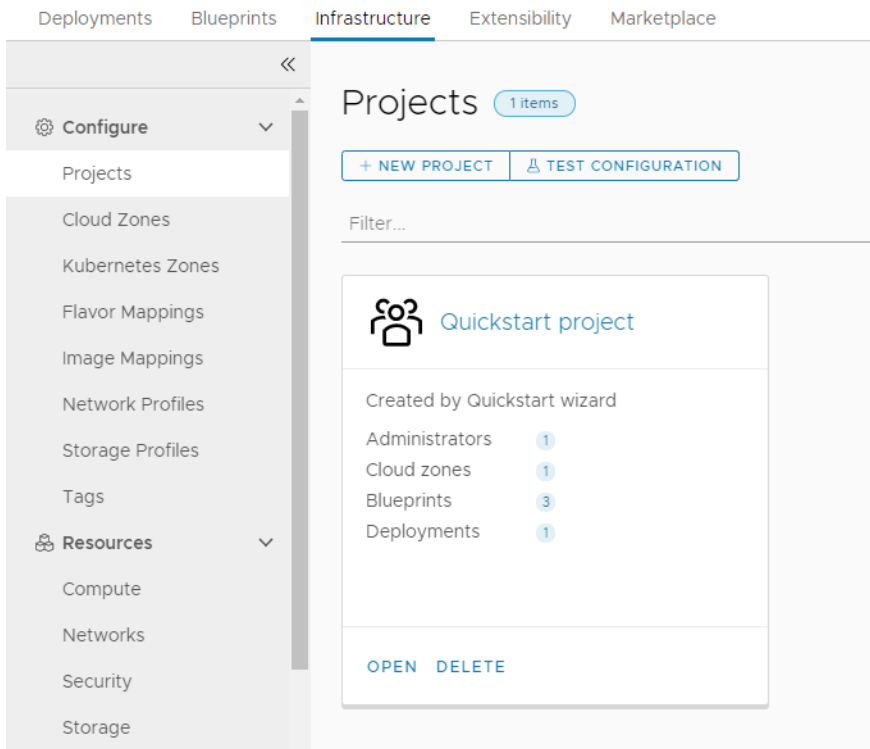 Deployments Blueprints Infrastructure Extensibility Marketplace
Configure
Projects
Cloud Zones
Kubernetes Zones
Flavor Mappings
Image Mappings
Network Profiles
Storage Profiles
Tags
Resources
Compute
Networks
Security
Storage
Projects 1 items
+ NEW PROJECT TEST CONFIGURATION
Filter...
Quickstart project
Created by Quickstart wizard
Administrators 1
Cloud zones 1
Blueprints 3
Deployments 1
OPEN DELETE